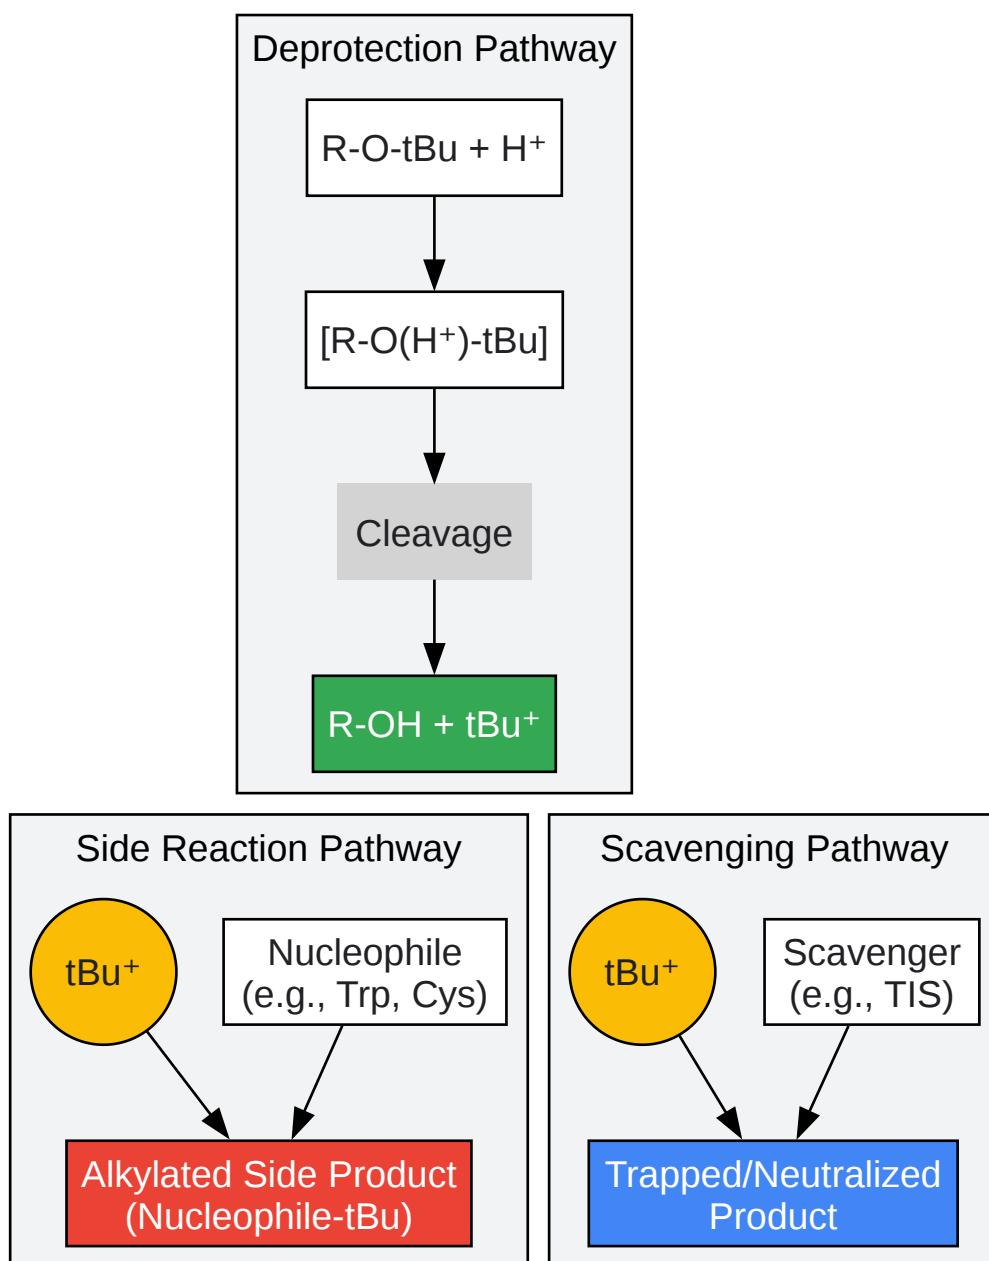 Deprotection Pathway
R-O-tBu + H⁺
[R-O(H⁺)-tBu]
Cleavage
R-OH + tBu⁺
Side Reaction Pathway
tBu⁺
Nucleophile
(e.g., Trp, Cys)
Alkylated Side Product
(Nucleophile-tBu)
Scavenging Pathway
tBu⁺
Scavenger
(e.g., TIS)
Trapped/Neutralized
Product